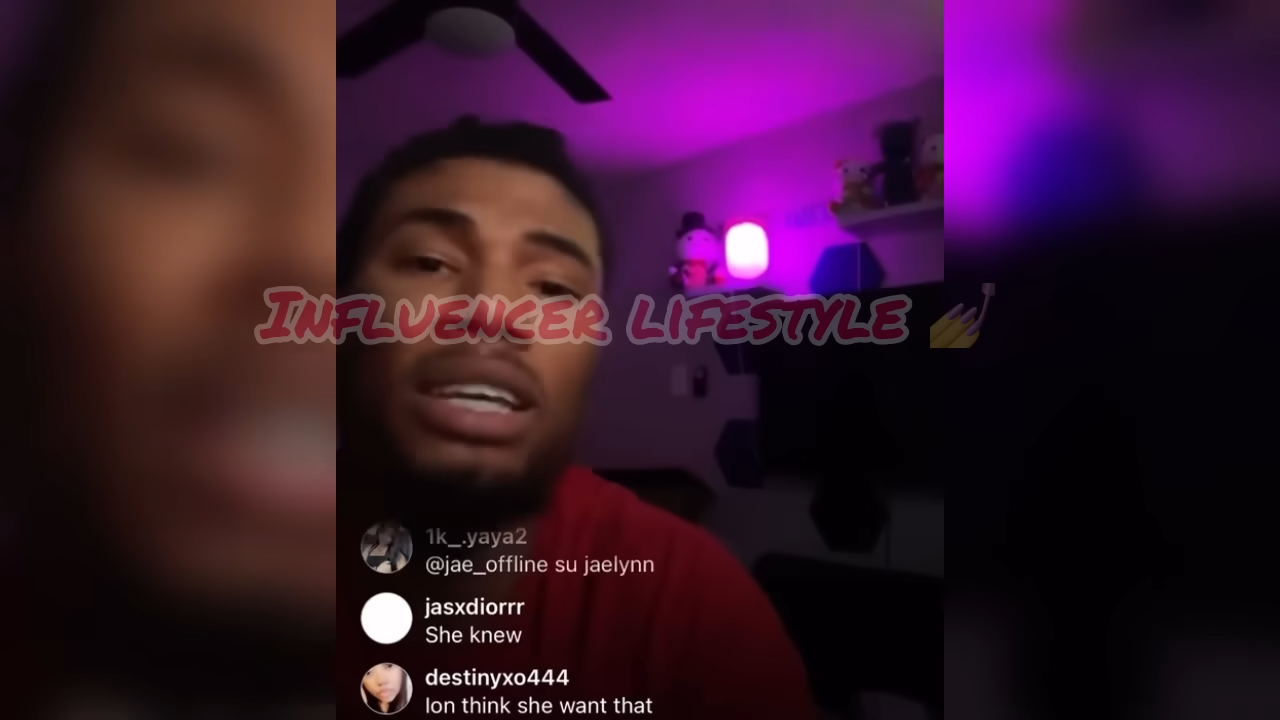 INFLUENCER LIFESTYLE 💅
1k_.yaya2
@jae_offline su jaelynn
jasxdiorrr
She knew
destinyxo444
Ion think she want that